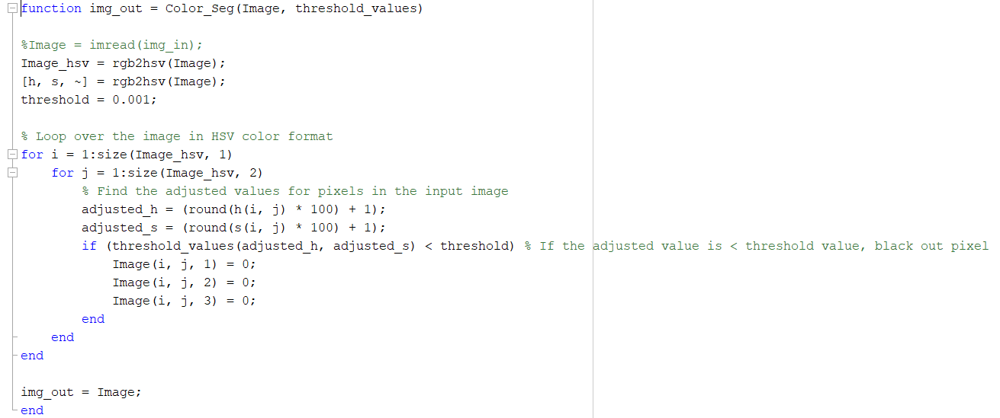 function img_out = Color_Seg(Image, threshold_values)
%Image = imread(img_in);
Image_hsv = rgb2hsv(Image);
[h, s, ~] = rgb2hsv(Image);
threshold = 0.001;
% Loop over the image in HSV color format
for i = 1:size(Image_hsv, 1)
for j = 1:size(Image_hsv, 2)
% Find the adjusted values for pixels in the input image
adjusted_h = (round(h(i, j) * 100) + 1);
adjusted_s = (round(s(i, j) * 100) + 1);
if (threshold_values(adjusted_h, adjusted_s) < threshold) % If the adjusted value is < threshold value, black out pixel
Image(i, j, 1) = 0;
Image(i, j, 2) = 0;
Image(i, j, 3) = 0;
end
end
end
img_out = Image;
end